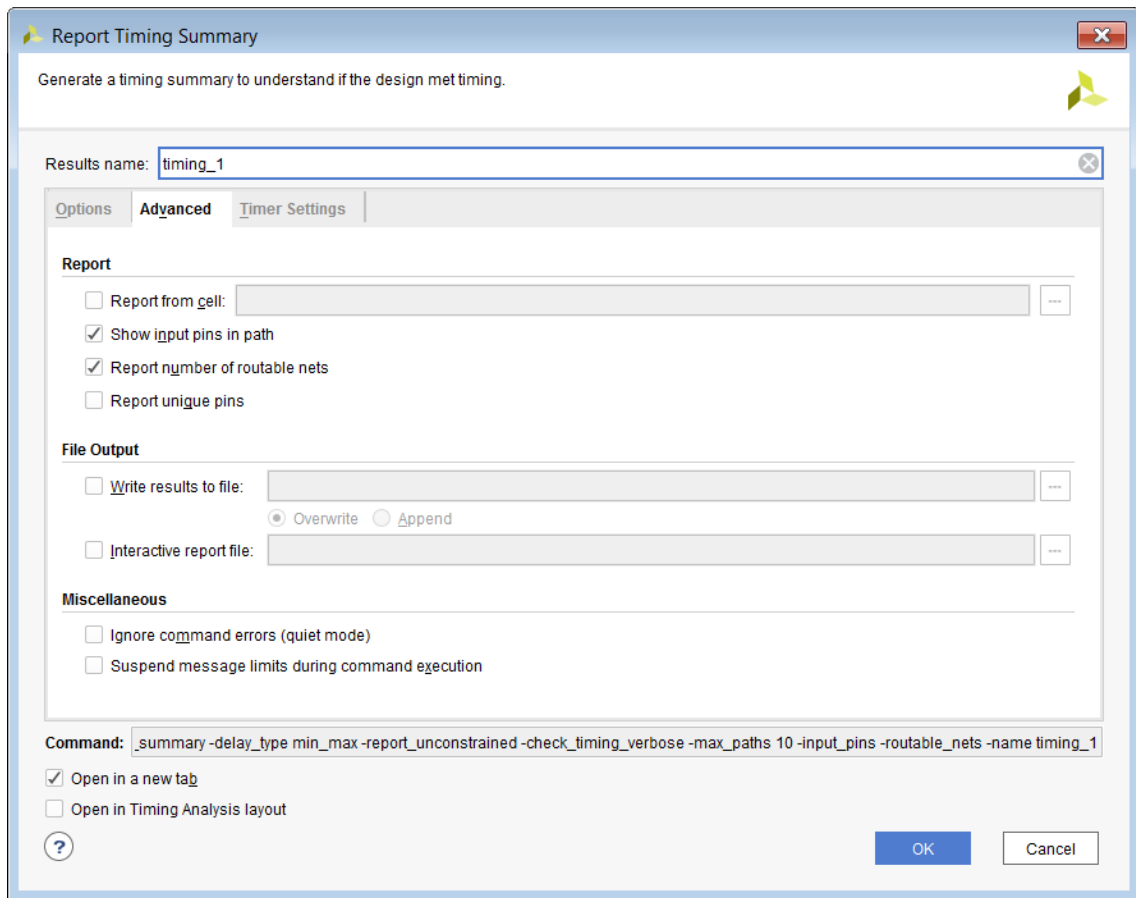 Report Timing Summary
Generate a timing summary to understand if the design met timing.
Results name: timing_1
Options Advanced Timer Settings
Report
Report from cell:
Show input pins in path
Report number of routable nets
Report unique pins
File Output
Write results to file:
Overwrite Append
Interactive report file:
Miscellaneous
Ignore command errors (quiet mode)
Suspend message limits during command execution
Command: _summary -delay_type min_max -report_unconstrained -check_timing_verbose -max_paths 10 -input_pins -routable_nets -name timing_1
Open in a new tab
Open in Timing Analysis layout
? OK Cancel